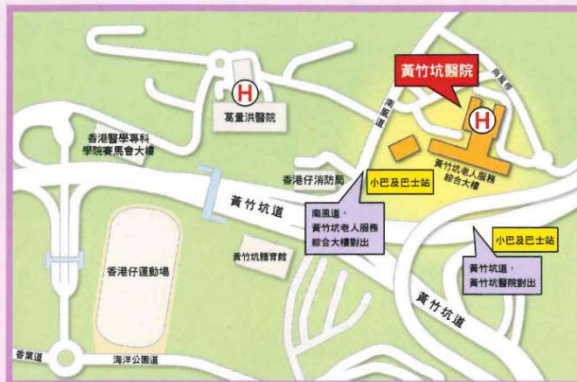 黃竹坑醫院
H
南風徑
南風道
H
葛量洪醫院
香港醫學專科
學院賽馬會大樓
黃竹坑老人服務
綜合大樓
香港仔消防局
小巴及巴士站
黃竹坑道
南風道，
黃竹坑老人服務
綜合大樓對出
小巴及巴士站
黃竹坑體育館
黃竹坑道，
黃竹坑醫院對出
香港仔運動場
黃竹坑道
香葉道
海洋公園道